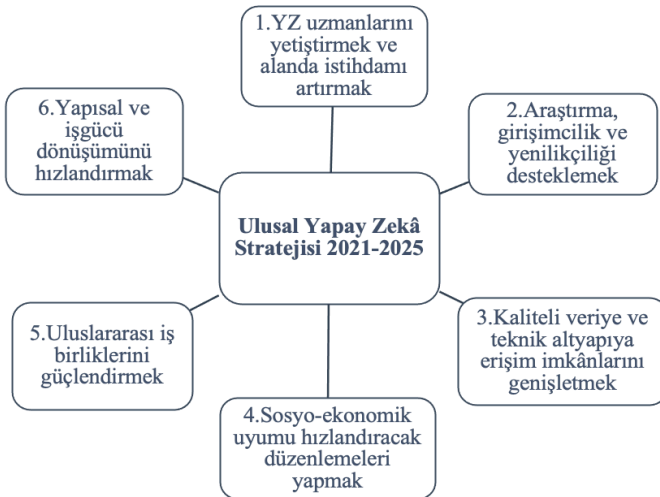 1.YZ uzmanlarını
yetiştirmek ve
alanda istihdamı
artırmak
2.Araştırma,
girişimcilik ve
yenilikçiliği
desteklemek
3.Kaliteli veriye ve
teknik altyapıya
erişim imkânlarını
genişletmek
4.Sosyo-ekonomik
uyumu hızlandıracak
düzenlemeleri
yapmak
5.Uluslararası iş
birliklerini
güçlendirmek
6.Yapısal ve
işgücü
dönüşümünü
hızlandırmak
Ulusal Yapay Zekâ
Stratejisi 2021-2025